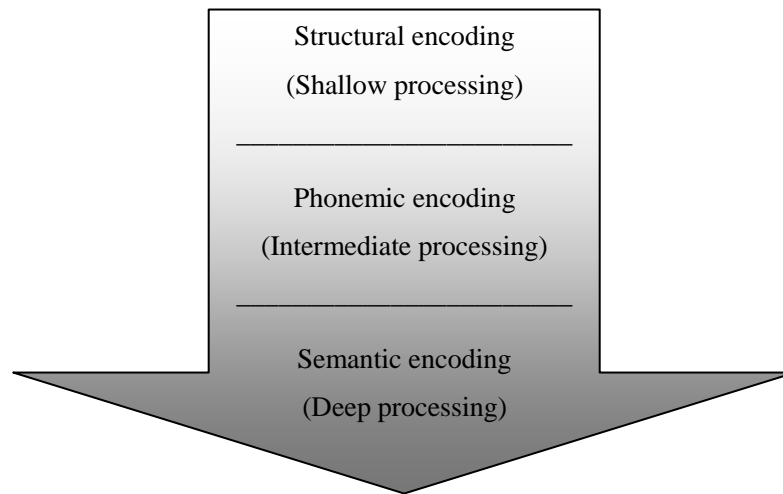 Structural encoding
(Shallow processing)
Phonemic encoding
(Intermediate processing)
Semantic encoding
(Deep processing)